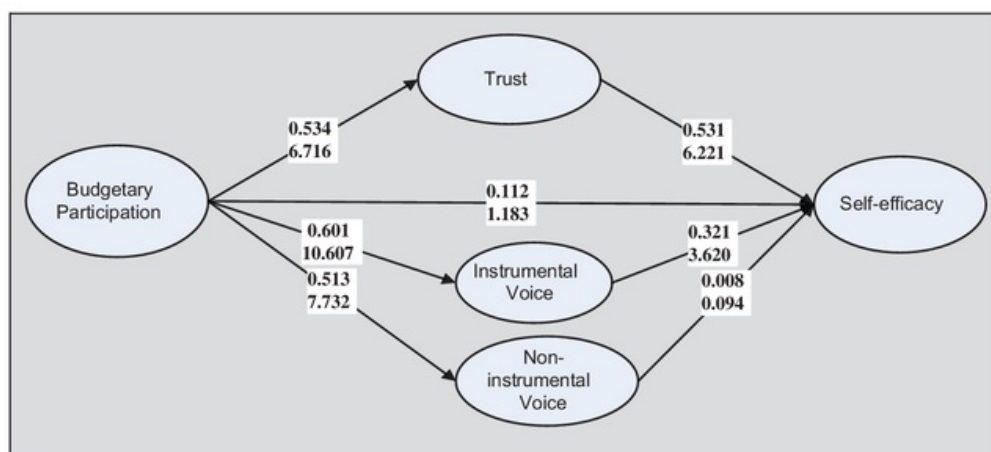 Trust
0.534
6.716
0.531
6.221
Budgetary
Participation
0.112
1.183
Self-efficacy
0.601
10.607
0.321
3.620
Instrumental
Voice
0.513
7.732
0.008
0.094
Non-
instrumental
Voice